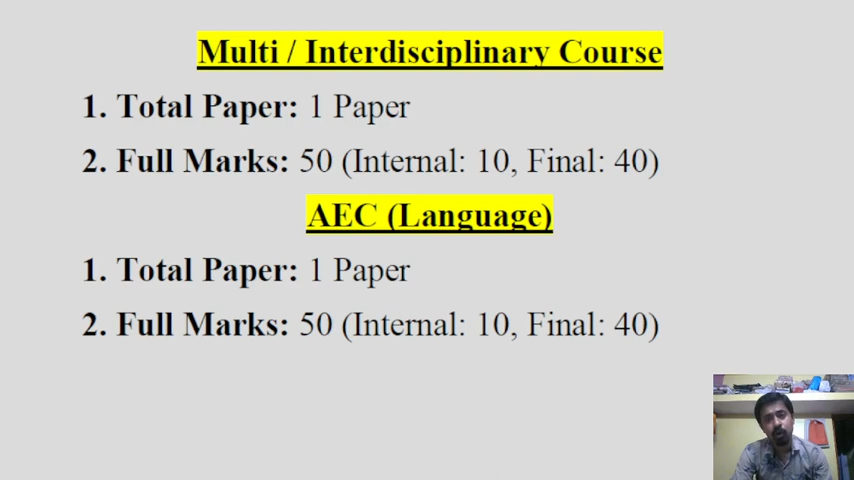 Multi / Interdisciplinary Course
1. Total Paper: 1 Paper
2. Full Marks: 50 (Internal: 10, Final: 40)
AEC (Language)
1. Total Paper: 1 Paper
2. Full Marks: 50 (Internal: 10, Final: 40)